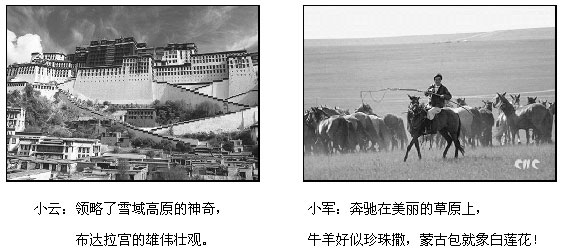 CNC
小云：领略了雪域高原的神奇，
布达拉宫的雄伟壮观。
小军：奔驰在美丽的草原上，
牛羊好似珍珠撒，蒙古包就象白莲花！